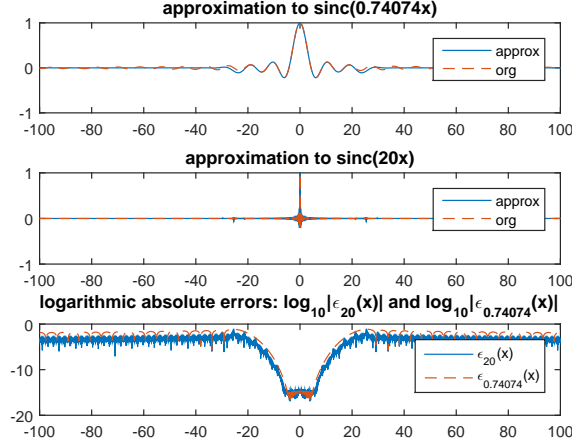 approximation to sinc(0.74074x)
1
0
-1
approx
org
-100 -80 -60 -40 -20 0 20 40 60 80 100
approximation to sinc(20x)
1
0
-1
approx
org
-100 -80 -60 -40 -20 0 20 40 60 80 100
logarithmic absolute errors: log₁₀|ϵ₂₀(x)| and log₁₀|ϵ₀.₇₄₀₇₄(x)|
0
-10
-20
ϵ₂₀(x)
ϵ₀.₇₄₀₇₄(x)
-100 -80 -60 -40 -20 0 20 40 60 80 100